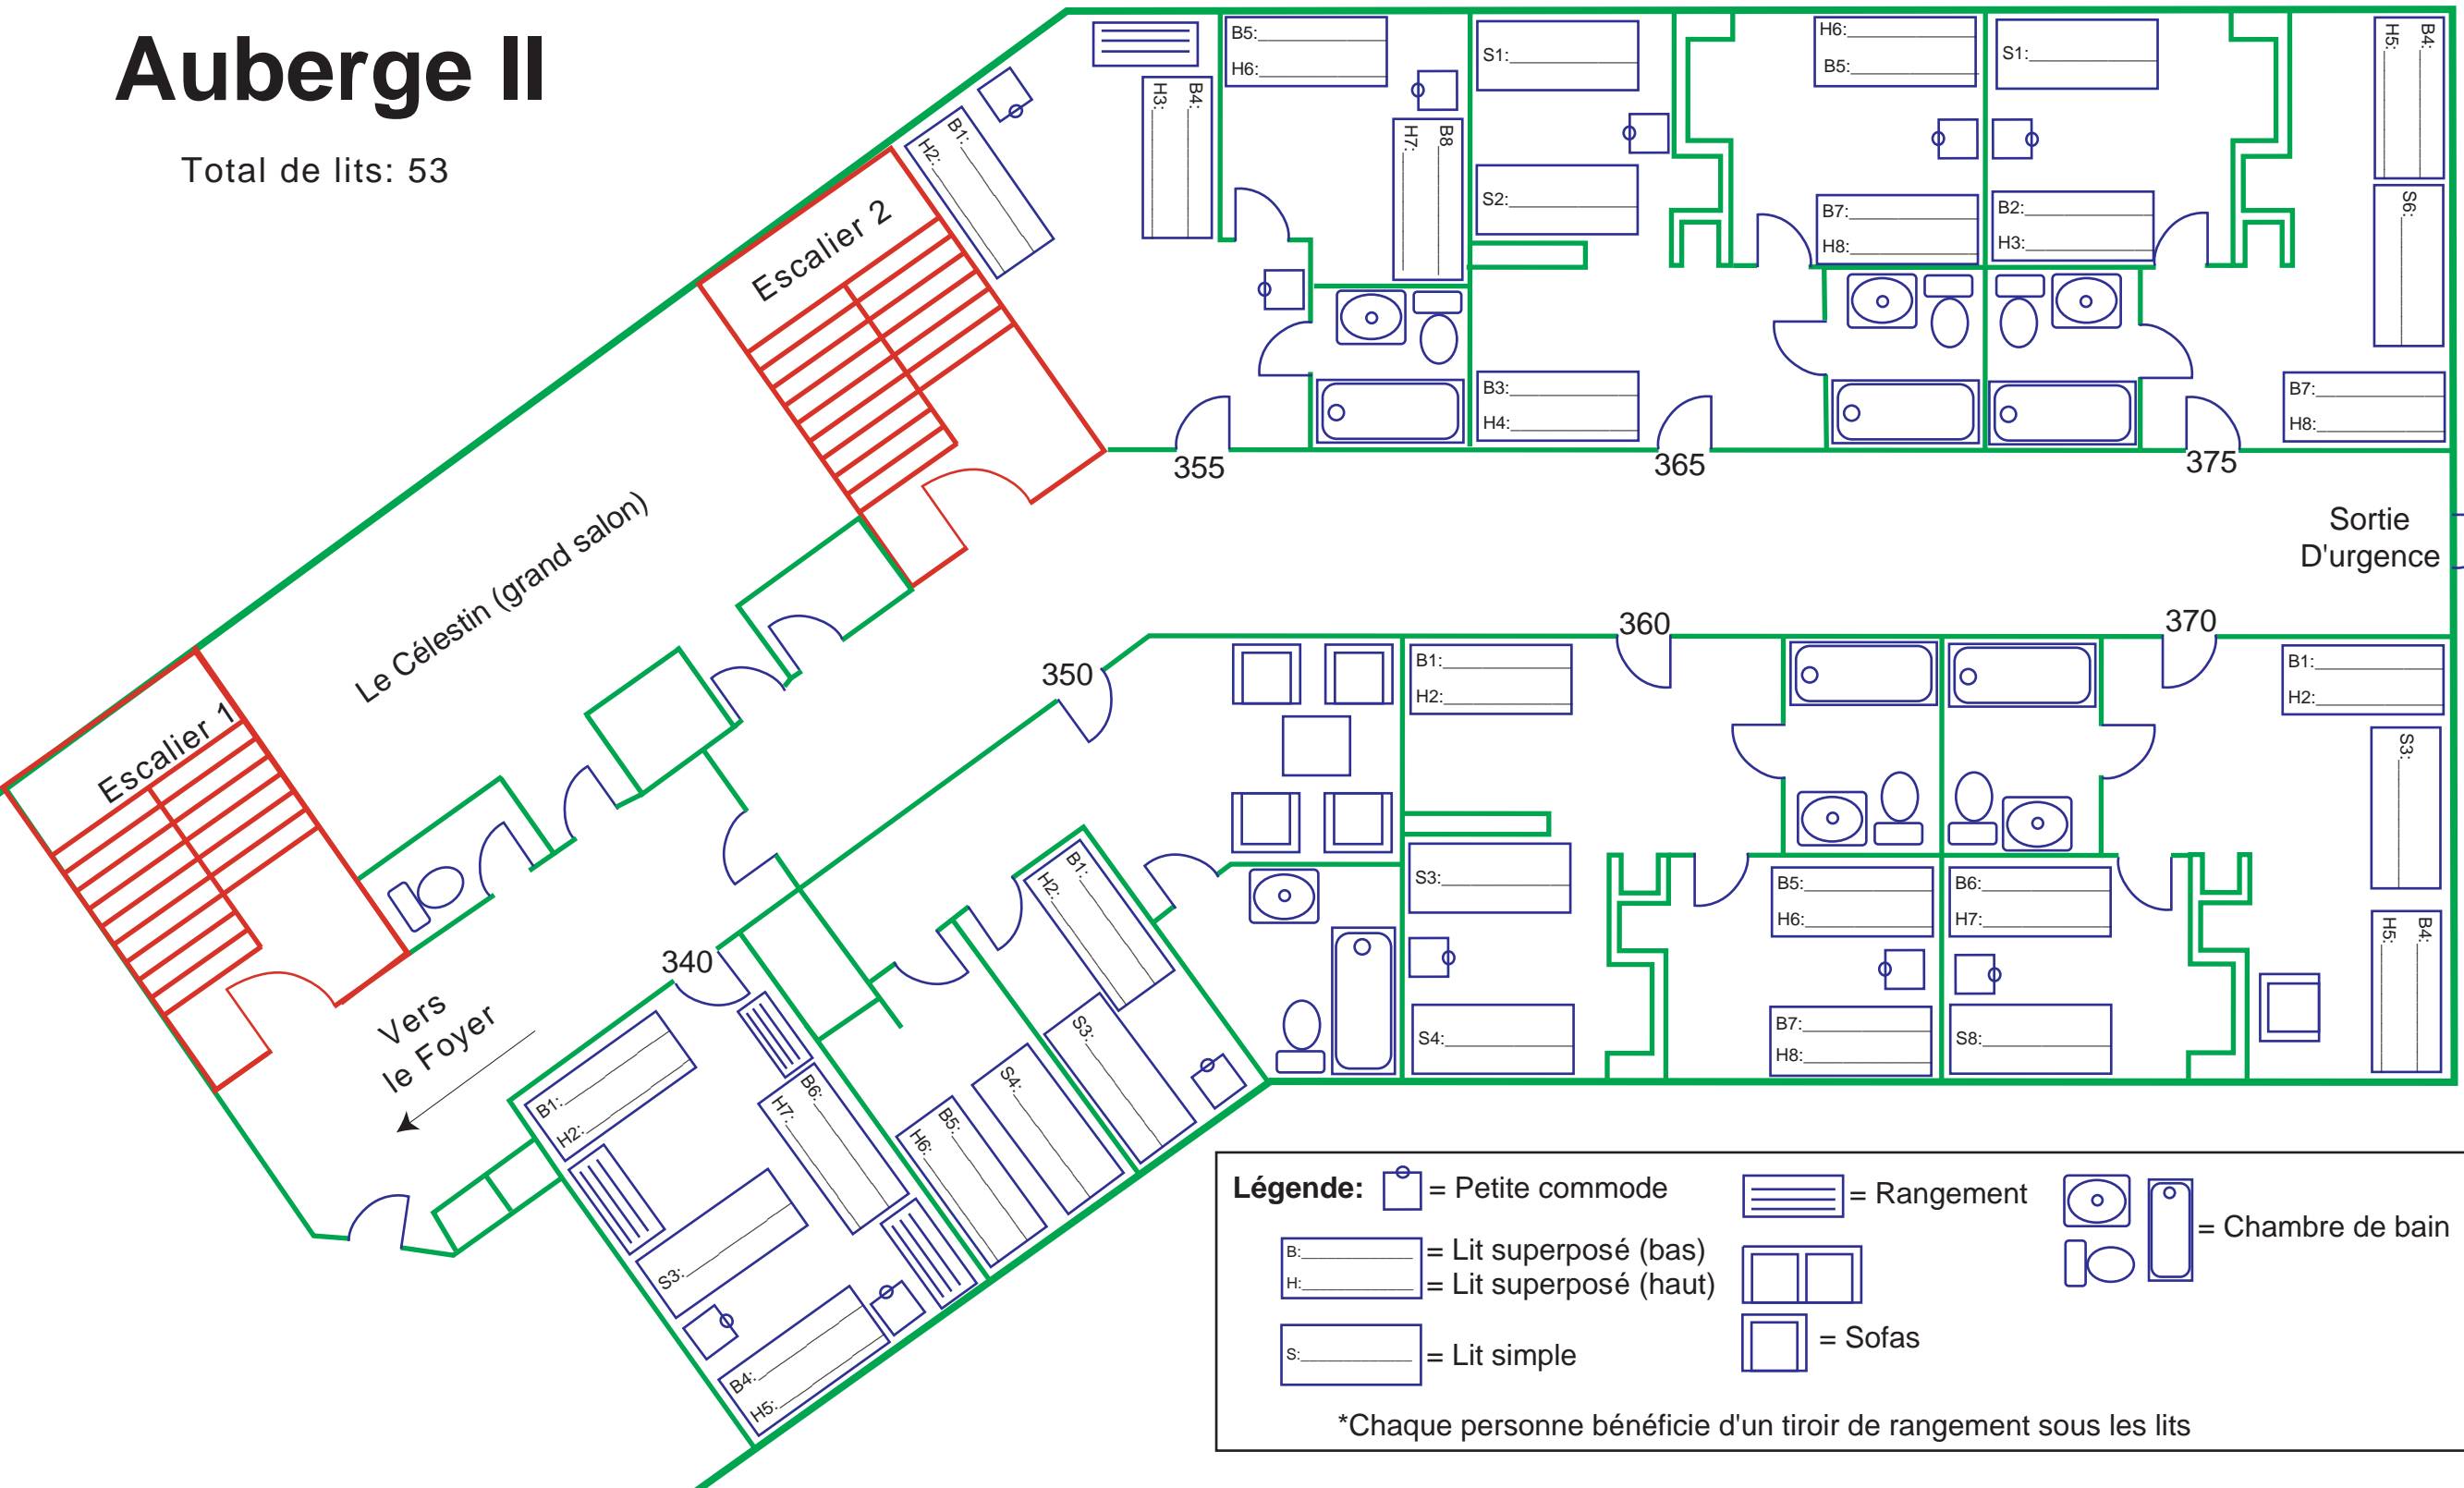 Auberge II
Total de lits: 53
Escalier 2
B1:
H2:
H3:
B4:
B5:
H6:
H7:
B8
355
S1:
S2:
B3:
H4:
H6:
B5:
B7:
H8:
365
S1:
B2:
H3:
H5:
B4:
S6:
B7:
H8:
375
Sortie
D'urgence
Le Célestin (grand salon)
Escalier 1
Vers
le Foyer
340
B1:
H2:
S3:
B4:
H5:
B6:
H7:
350
B1:
H2:
S3:
S4:
B5:
H6:
360
B1:
H2:
S3:
S4:
B5:
H6:
B7:
H8:
370
B1:
H2:
S3:
H5:
B4:
B6:
H7:
S8:
Légende:
= Petite commode
= Rangement
= Chambre de bain
B: = Lit superposé (bas)
H: = Lit superposé (haut)
S: = Lit simple
= Sofas
*Chaque personne bénéficie d'un tiroir de rangement sous les lits